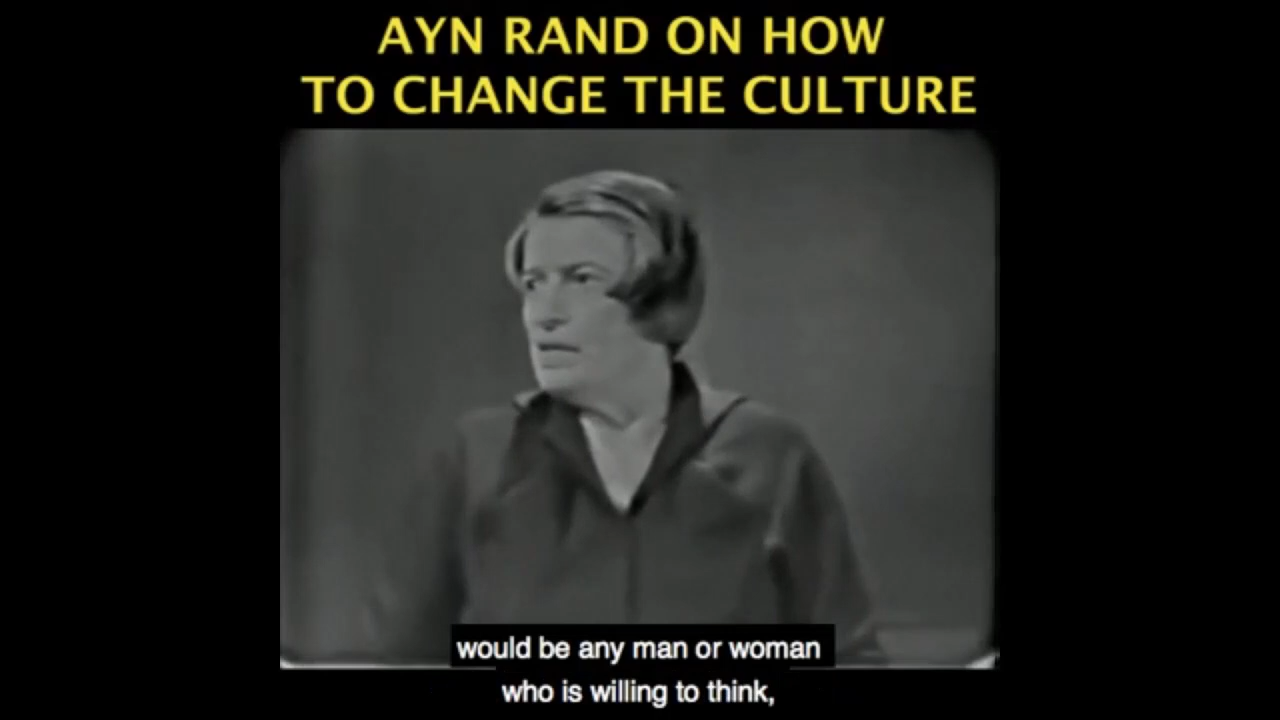 AYN RAND ON HOW
TO CHANGE THE CULTURE
would be any man or woman
who is willing to think,